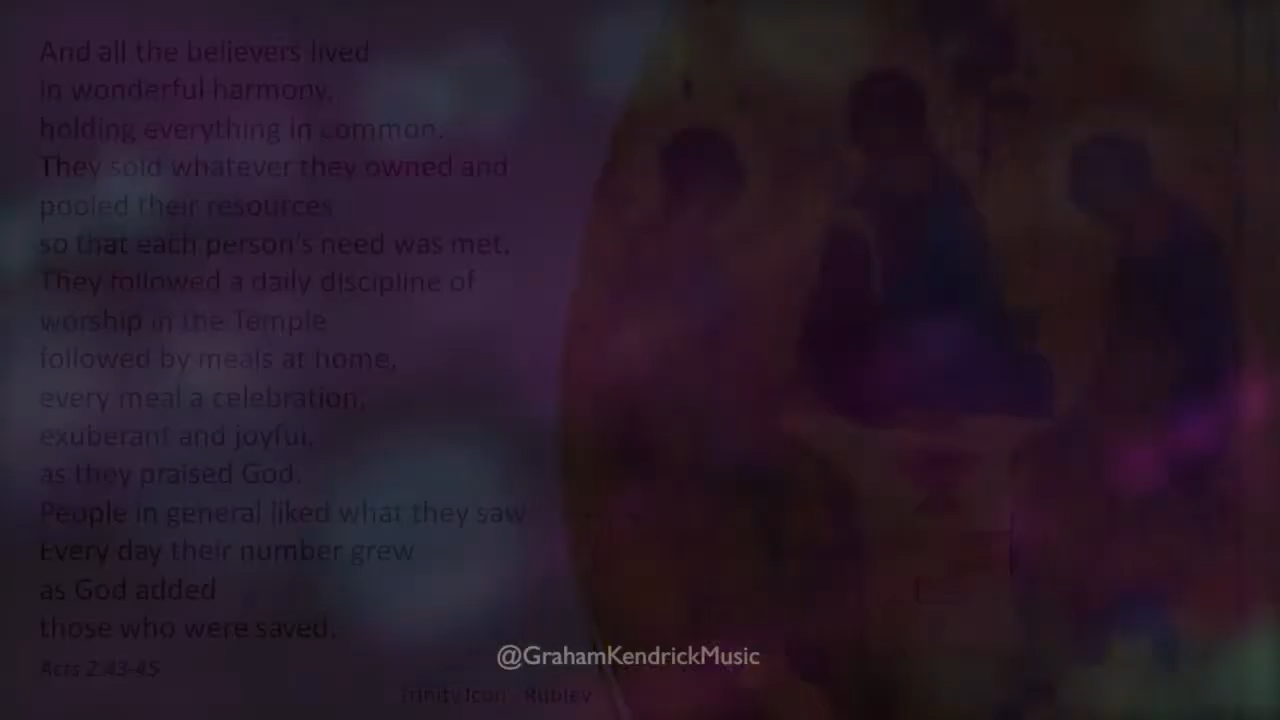 And all the believers lived
in wonderful harmony,
holding everything in common.
They sold whatever they owned and
pooled their resources
so that each person's need was met.
They followed a daily discipline of
worship in the Temple
followed by meals at home,
every meal a celebration,
exuberant and joyful,
as they praised God.
People in general liked what they saw
Every day their number grew
as God added
those who were saved.
Acts 2:43-45
@GrahamKendrickMusic
Trinity Icon - Rublev